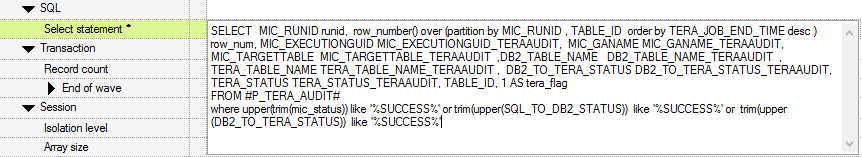 SQL
Select statement *
Transaction
Record count
End of wave
Session
Isolation level
Array size
SELECT MIC_RUNID runid, row_number() over (partition by MIC_RUNID , TABLE_ID order by TERA_JOB_END_TIME desc )
row_num, MIC_EXECUTIONGUID MIC_EXECUTIONGUID_TERAAUDIT, MIC_GANAME MIC_GANAME_TERAAUDIT,
MIC_TARGETTABLE MIC_TARGETTABLE_TERAAUDIT ,DB2_TABLE_NAME DB2_TABLE_NAME_TERAAUDIT ,
TERA_TABLE_NAME TERA_TABLE_NAME_TERAAUDIT , DB2_TO_TERA_STATUS DB2_TO_TERA_STATUS_TERAAUDIT,
TERA_STATUS TERA_STATUS_TERAAUDIT, TABLE_ID, 1 AS tera_flag
FROM #P_TERA_AUDIT#
where upper(trim(mic_status)) like '%SUCCESS%' or trim(upper(SQL_TO_DB2_STATUS)) like '%SUCCESS%' or trim(upper
(DB2_TO_TERA_STATUS)) like '%SUCCESS%'